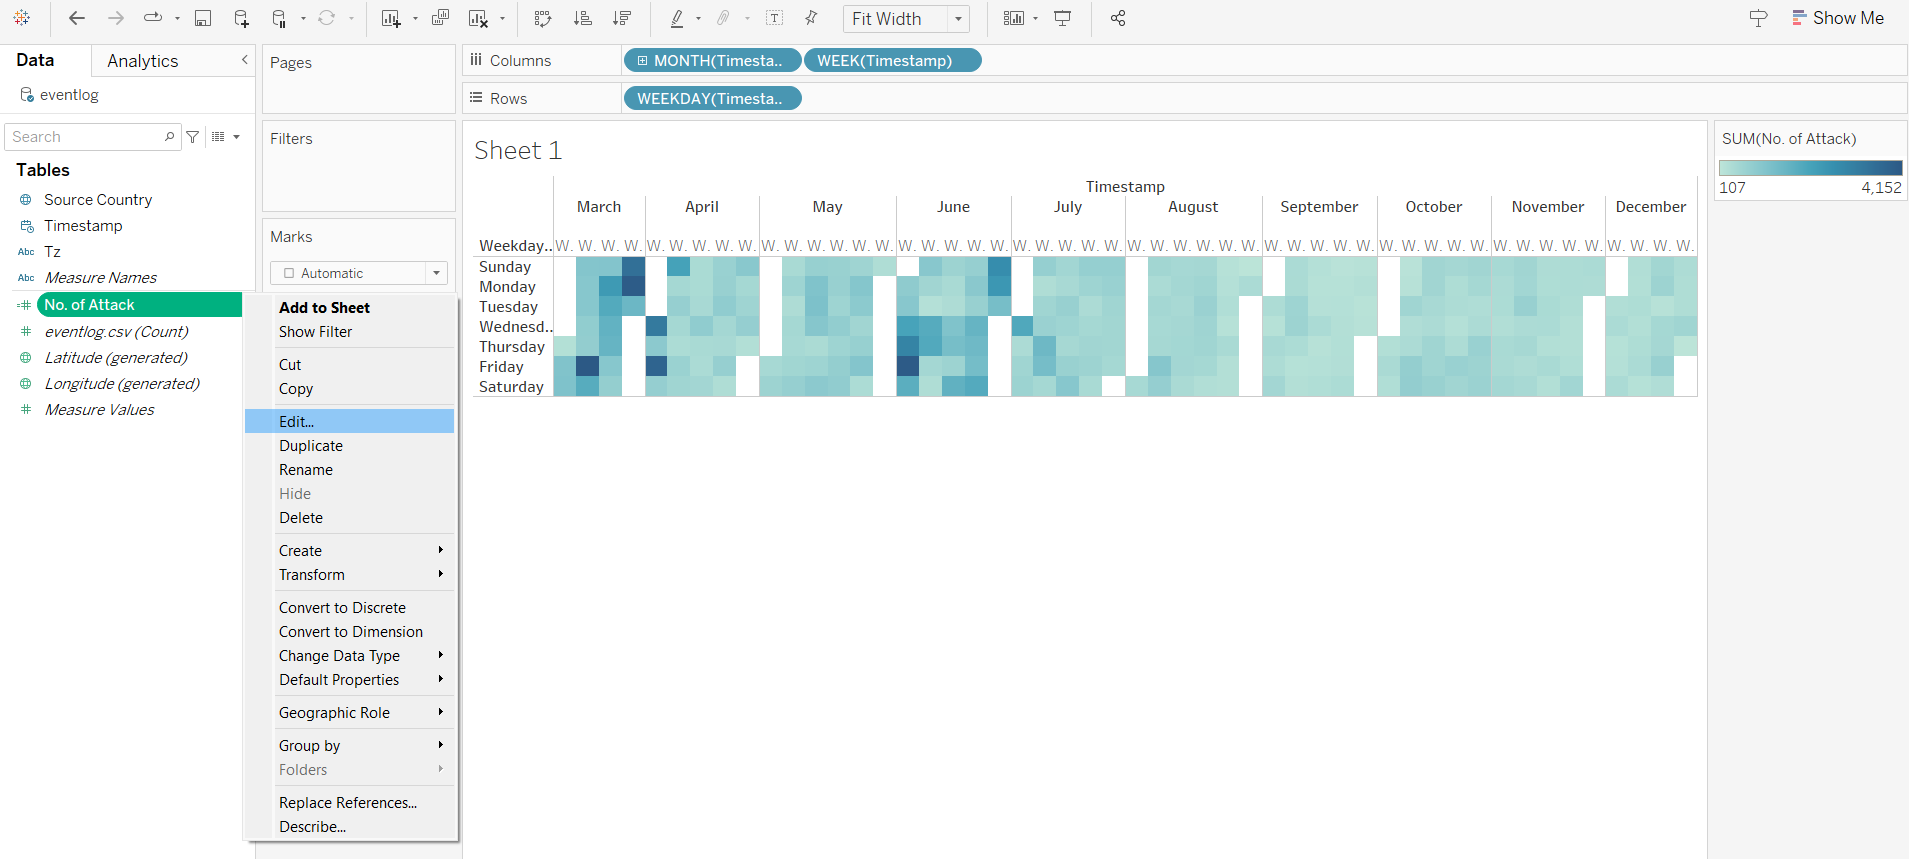 Fit Width
Show Me
Data
Analytics
eventlog
Search
Tables
Source Country
Timestamp
Abc Tz
Abc Measure Names
No. of Attack
eventlog.csv (Count)
Latitude (generated)
Longitude (generated)
Measure Values
Pages
Filters
Marks
Automatic
Add to Sheet
Show Filter
Cut
Copy
Edit...
Duplicate
Rename
Hide
Delete
Create
Transform
Convert to Discrete
Convert to Dimension
Change Data Type
Default Properties
Geographic Role
Group by
Folders
Replace References...
Describe...
Columns
MONTH(Timesta..
WEEK(Timestamp)
Rows
WEEKDAY(Timesta..
Sheet 1
Timestamp
March April May June July August September October November December
Weekday.. W. W. W. W. W. W. W. W. W. W. W. W. W. W. W. W. W. W. W. W. W. W. W. W. W. W. W. W. W. W. W. W. W. W. W. W. W. W. W. W. W. W. W. W. W. W. W. W. W. W.
Sunday
Monday
Tuesday
Wednesd..
Thursday
Friday
Saturday
SUM(No. of Attack)
107 4,152